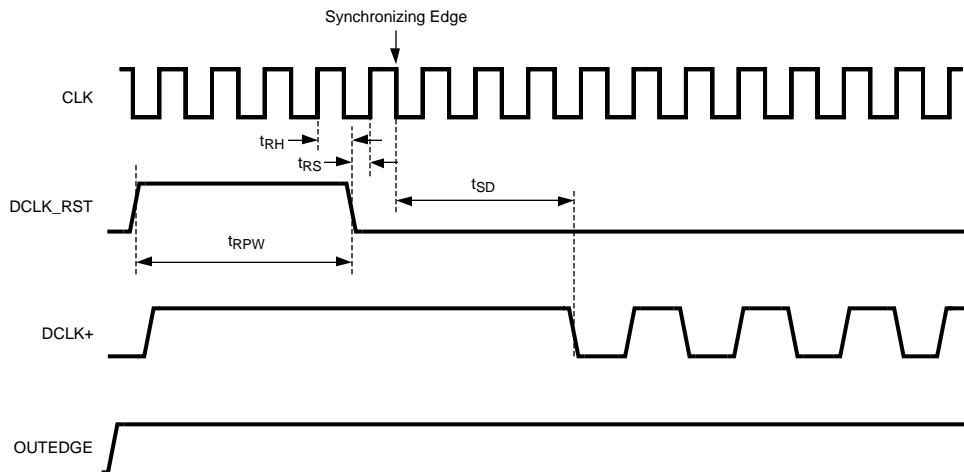 Synchronizing Edge
CLK
tRH
tRS
DCLK_RST
tSD
tRPW
DCLK+
OUTEDGE